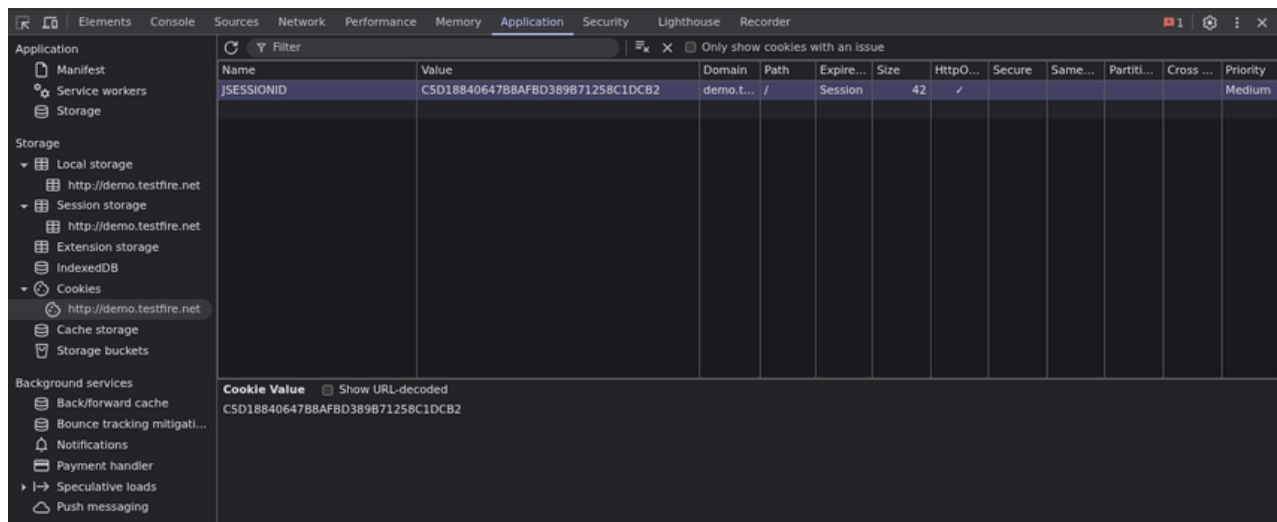 Elements Console Sources Network Performance Memory Application Security Lighthouse Recorder 1
Application
Manifest
Service workers
Storage
Storage
Local storage
http://demo.testfire.net
Session storage
http://demo.testfire.net
Extension storage
IndexedDB
Cookies
http://demo.testfire.net
Cache storage
Storage buckets
Background services
Back/forward cache
Bounce tracking mitigati...
Notifications
Payment handler
Speculative loads
Push messaging
Filter Only show cookies with an issue
Name Value Domain Path Expire... Size HttpO... Secure Same... Partiti... Cross ... Priority
JSESSIONID C5D18840647B8AFBD389B71258C1DCB2 demo.t... / Session 42 ✓ Medium
Cookie Value Show URL-decoded
C5D18840647B8AFBD389B71258C1DCB2